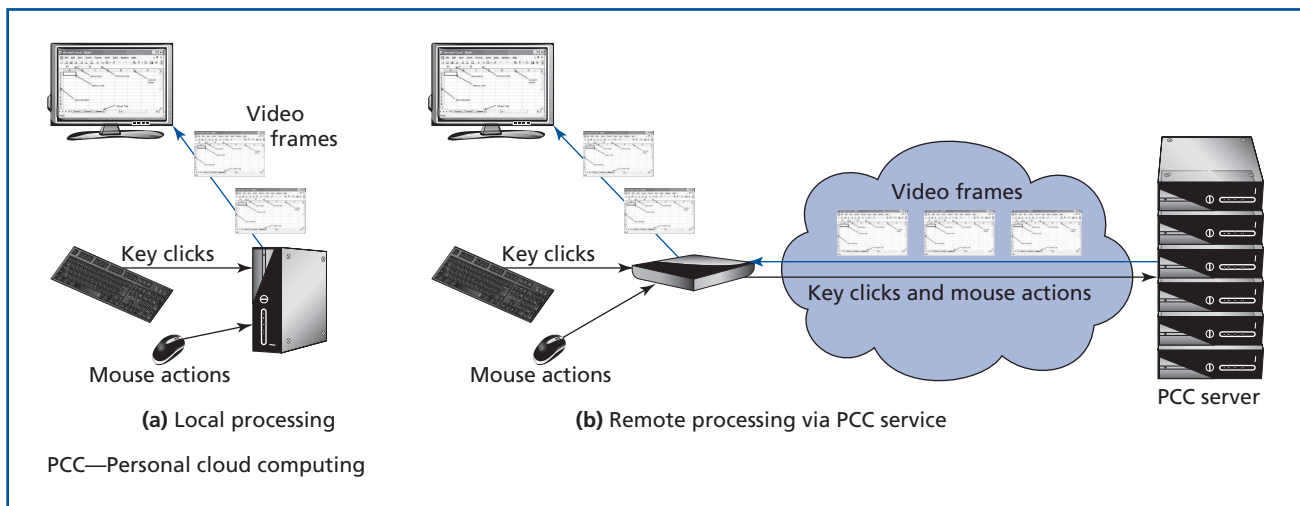 Video
frames
Key clicks
Mouse actions
(a) Local processing
Video frames
Key clicks
Key clicks and mouse actions
Mouse actions
PCC server
(b) Remote processing via PCC service
PCC—Personal cloud computing